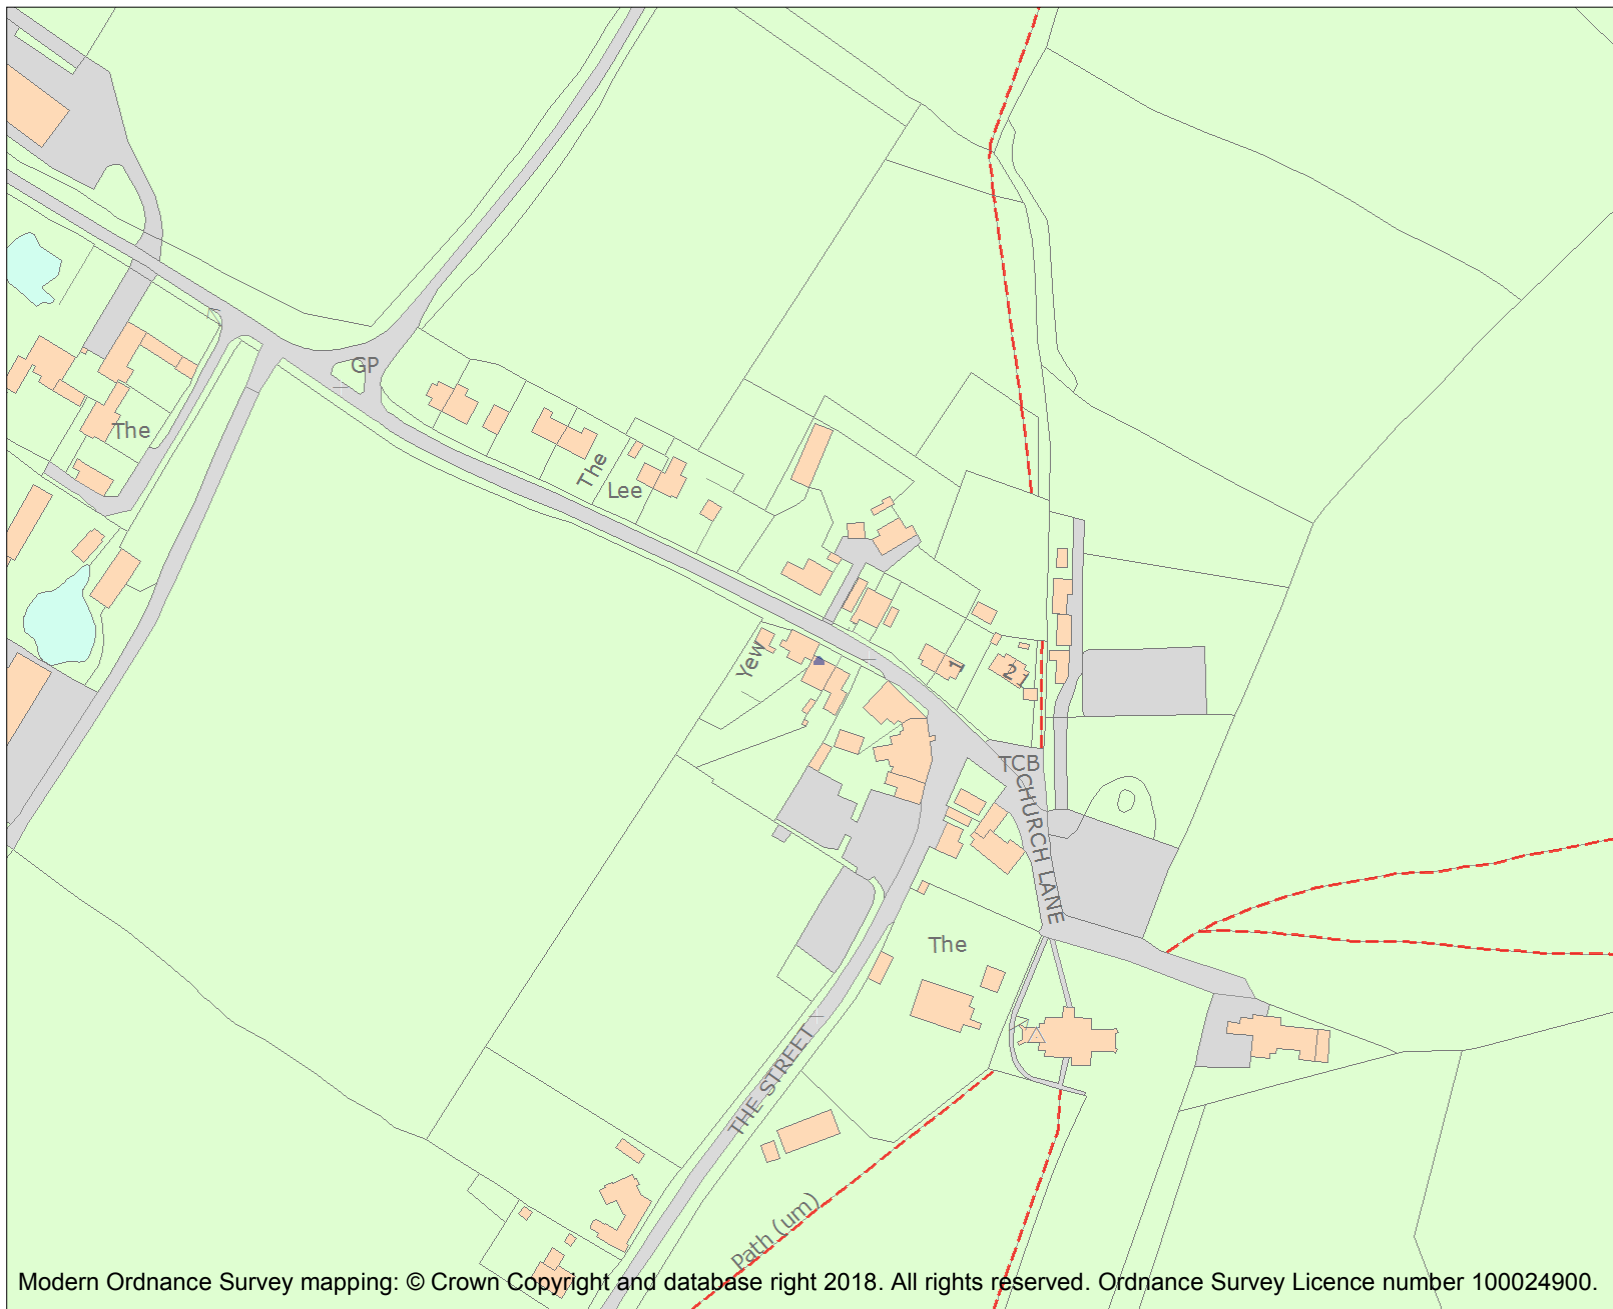 GP
The
The
Lee
Yew
1
21
TCB
CHURCH LANE
The
THE STREET
Path (um)
Modern Ordnance Survey mapping: © Crown Copyright and database right 2018. All rights reserved. Ordnance Survey Licence number 100024900.